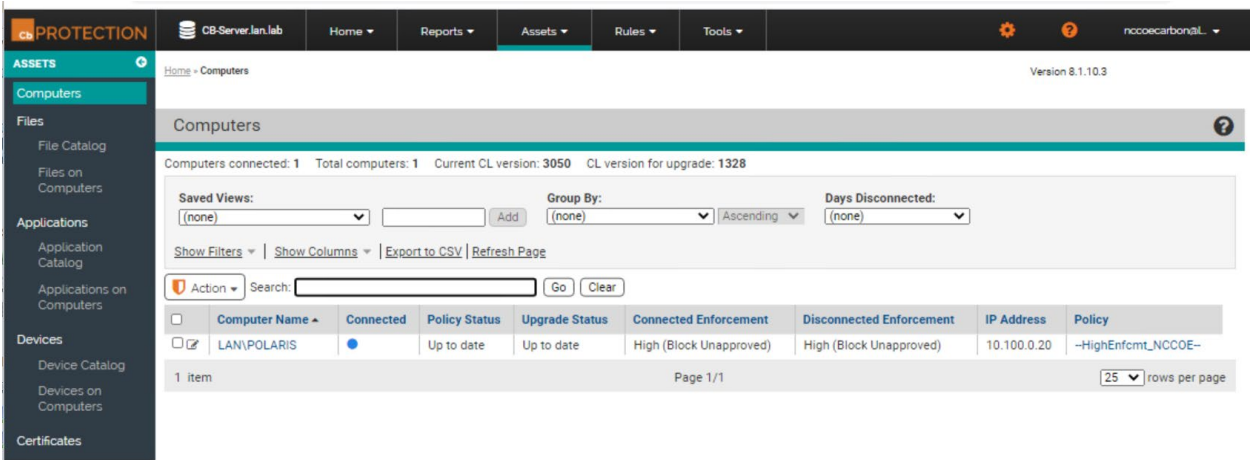 Cb PROTECTION CB-Server.lan.lab Home Reports Assets Rules Tools nccoecarbon@l...
ASSETS
Home » Computers Version 8.1.10.3
Computers
Files
File Catalog
Files on
Computers
Applications
Application
Catalog
Applications on
Computers
Devices
Device Catalog
Devices on
Computers
Certificates
Computers
Computers connected: 1 Total computers: 1 Current CL version: 3050 CL version for upgrade: 1328
Saved Views: Group By: Days Disconnected:
(none) Add (none) Ascending (none)
Show Filters | Show Columns | Export to CSV | Refresh Page
Action Search: Go Clear
Computer Name Connected Policy Status Upgrade Status Connected Enforcement Disconnected Enforcement IP Address Policy
LAN\POLARIS Up to date Up to date High (Block Unapproved) High (Block Unapproved) 10.100.0.20 --HighEnfcmt_NCCOE--
1 item Page 1/1 25 rows per page